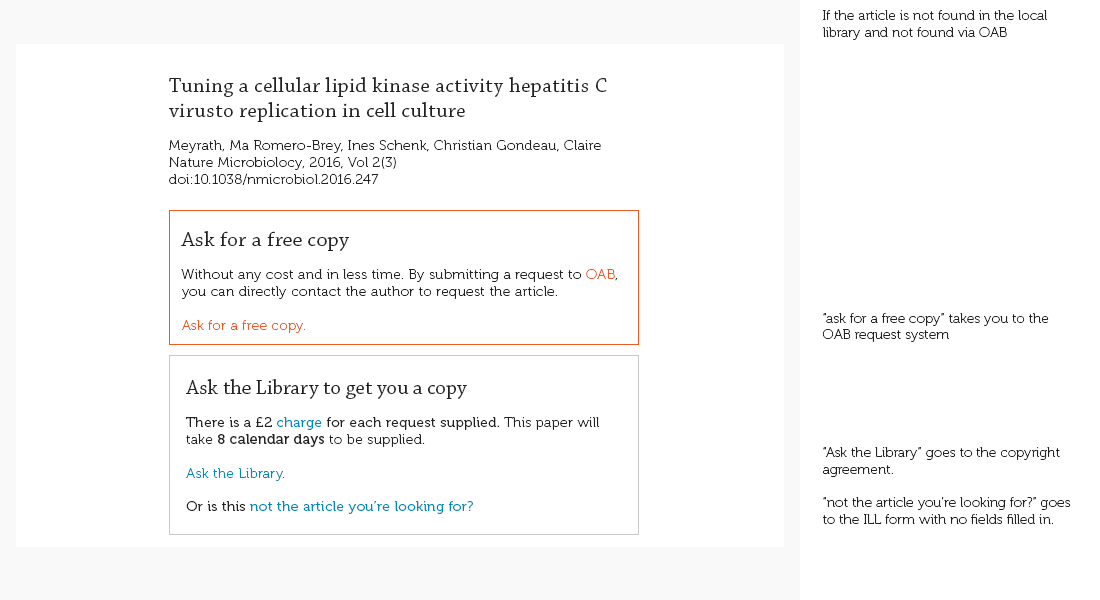 Tuning a cellular lipid kinase activity hepatitis C
virusto replication in cell culture
Meyrath, Ma Romero-Brey, Ines Schenk, Christian Gondeau, Claire
Nature Microbiolocy, 2016, Vol 2(3)
doi:10.1038/nmicrobiol.2016.247
Ask for a free copy
Without any cost and in less time. By submitting a request to OAB,
you can directly contact the author to request the article.
Ask for a free copy.
Ask the Library to get you a copy
There is a £2 charge for each request supplied. This paper will
take 8 calendar days to be supplied.
Ask the Library.
Or is this not the article you're looking for?
If the article is not found in the local
library and not found via OAB
"ask for a free copy" takes you to the
OAB request system
"Ask the Library" goes to the copyright
agreement.
"not the article you're looking for?" goes
to the ILL form with no fields filled in.